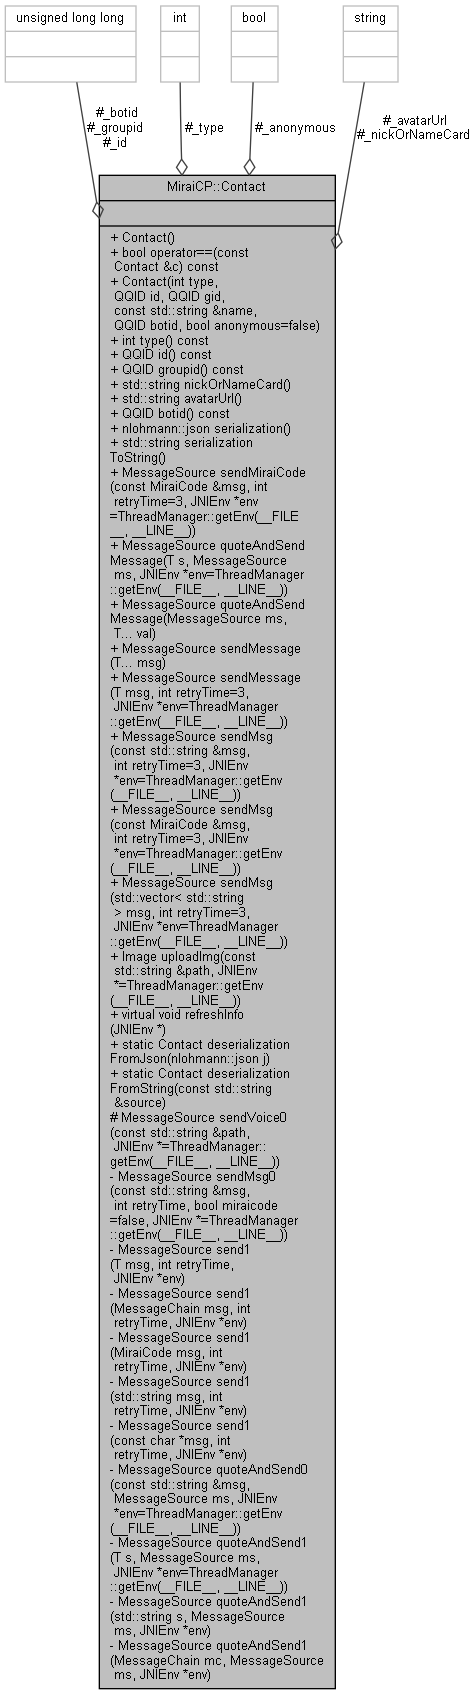 unsigned long long
int
bool
string
#_botid
#_groupid
#_id
#_type
#_anonymous
#_avatarUrl
#_nickOrNameCard
MiraiCP::Contact
+ Contact()
+ bool operator==(const
Contact &c) const
+ Contact(int type,
QQID id, QQID gid,
const std::string &name,
QQID botid, bool anonymous=false)
+ int type() const
+ QQID id() const
+ QQID groupid() const
+ std::string nickOrNameCard()
+ std::string avatarUrl()
+ QQID botid() const
+ nlohmann::json serialization()
+ std::string serialization
ToString()
+ MessageSource sendMiraiCode
(const MiraiCode &msg, int
retryTime=3, JNIEnv *env
=ThreadManager::getEnv(__FILE
__, __LINE__))
+ MessageSource quoteAndSend
Message(T s, MessageSource
ms, JNIEnv *env=ThreadManager
::getEnv(__FILE__, __LINE__))
+ MessageSource quoteAndSend
Message(MessageSource ms,
T... val)
+ MessageSource sendMessage
(T... msg)
+ MessageSource sendMessage
(T msg, int retryTime=3,
JNIEnv *env=ThreadManager
::getEnv(__FILE__, __LINE__))
+ MessageSource sendMsg
(const std::string &msg,
int retryTime=3, JNIEnv
*env=ThreadManager::getEnv
(__FILE__, __LINE__))
+ MessageSource sendMsg
(const MiraiCode &msg,
int retryTime=3, JNIEnv
*env=ThreadManager::getEnv
(__FILE__, __LINE__))
+ MessageSource sendMsg
(std::vector< std::string
> msg, int retryTime=3,
JNIEnv *env=ThreadManager
::getEnv(__FILE__, __LINE__))
+ Image uploadImg(const
std::string &path, JNIEnv
*=ThreadManager::getEnv
(__FILE__, __LINE__))
+ virtual void refreshInfo
(JNIEnv *)
+ static Contact deserialization
FromJson(nlohmann::json j)
+ static Contact deserialization
FromString(const std::string
&source)
# MessageSource sendVoice0
(const std::string &path,
JNIEnv *=ThreadManager::
getEnv(__FILE__, __LINE__))
- MessageSource sendMsg0
(const std::string &msg,
int retryTime, bool miraicode
=false, JNIEnv *=ThreadManager
::getEnv(__FILE__, __LINE__))
- MessageSource send1
(T msg, int retryTime,
JNIEnv *env)
- MessageSource send1
(MessageChain msg, int
retryTime, JNIEnv *env)
- MessageSource send1
(MiraiCode msg, int
retryTime, JNIEnv *env)
- MessageSource send1
(std::string msg, int
retryTime, JNIEnv *env)
- MessageSource send1
(const char *msg, int
retryTime, JNIEnv *env)
- MessageSource quoteAndSend0
(const std::string &msg,
MessageSource ms, JNIEnv
*env=ThreadManager::getEnv
(__FILE__, __LINE__))
- MessageSource quoteAndSend1
(T s, MessageSource ms,
JNIEnv *env=ThreadManager
::getEnv(__FILE__, __LINE__))
- MessageSource quoteAndSend1
(std::string s, MessageSource
ms, JNIEnv *env)
- MessageSource quoteAndSend1
(MessageChain mc, MessageSource
ms, JNIEnv *env)